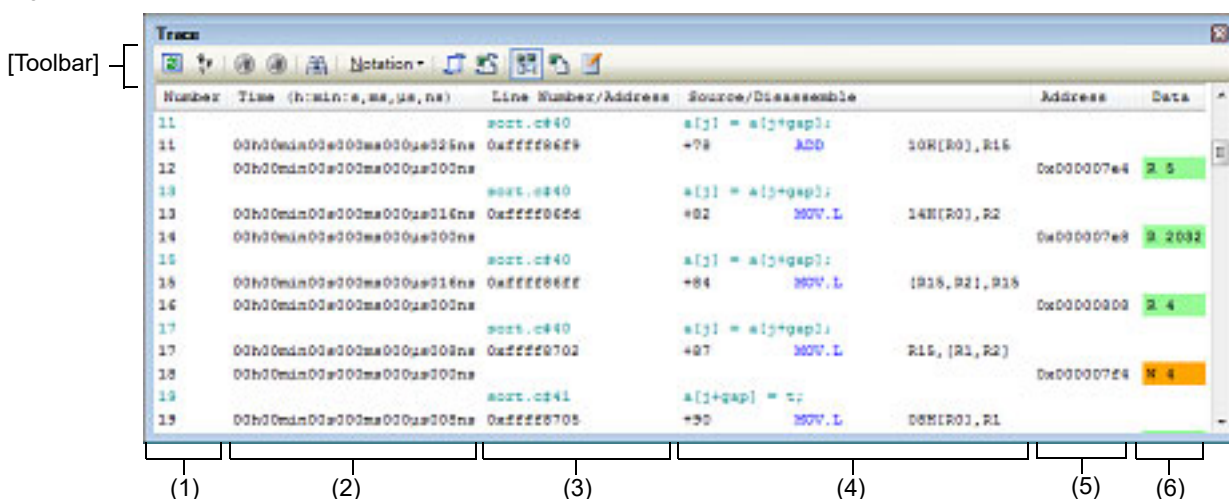 Trace
[Toolbar]
Notation
Number Time (h:min:s,ms,µs,ns) Line Number/Address Source/Disassemble Address Data
11 sort.c#40 a[j] = a[j+gap];
11 00h00min00s000ms000µs025ns 0xffff86f9 +78 ADD 10H[R0],R15
12 00h00min00s000ms000µs000ns 0x000007e4 R 5
13 sort.c#40 a[j] = a[j+gap];
13 00h00min00s000ms000µs016ns 0xffff86fd +82 MOV.L 14H[R0],R2
14 00h00min00s000ms000µs000ns 0x000007e8 R 2032
15 sort.c#40 a[j] = a[j+gap];
15 00h00min00s000ms000µs016ns 0xffff86ff +84 MOV.L [R15,R2],R15
16 00h00min00s000ms000µs000ns 0x00000808 R 4
17 sort.c#40 a[j] = a[j+gap];
17 00h00min00s000ms000µs008ns 0xffff8702 +87 MOV.L R15,[R1,R2]
18 00h00min00s000ms000µs000ns 0x000007f4 W 4
19 sort.c#41 a[j+gap] = t;
19 00h00min00s000ms000µs008ns 0xffff8705 +90 MOV.L 08H[R0],R1
(1) (2) (3) (4) (5) (6)